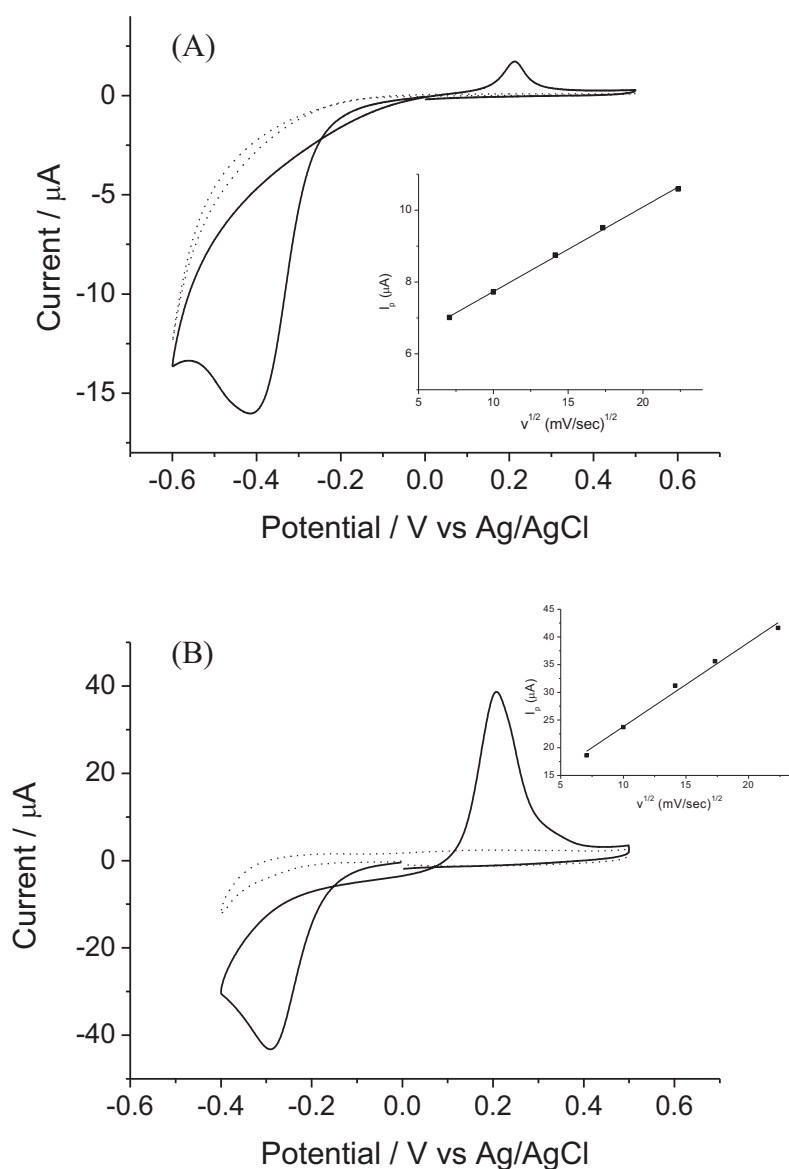 (A)
0
-5
-10
-15
Current / μA
-0.6 -0.4 -0.2 0.0 0.2 0.4 0.6
Potential / V vs Ag/AgCl
10
8
6
I_p (μA)
5 10 15 20
v^1/2 (mV/sec)^1/2
(B)
40
20
0
-20
-40
Current / μA
-0.6 -0.4 -0.2 0.0 0.2 0.4 0.6
Potential / V vs Ag/AgCl
45
40
35
30
25
20
15
I_p (μA)
5 10 15 20
v^1/2 (mV/sec)^1/2